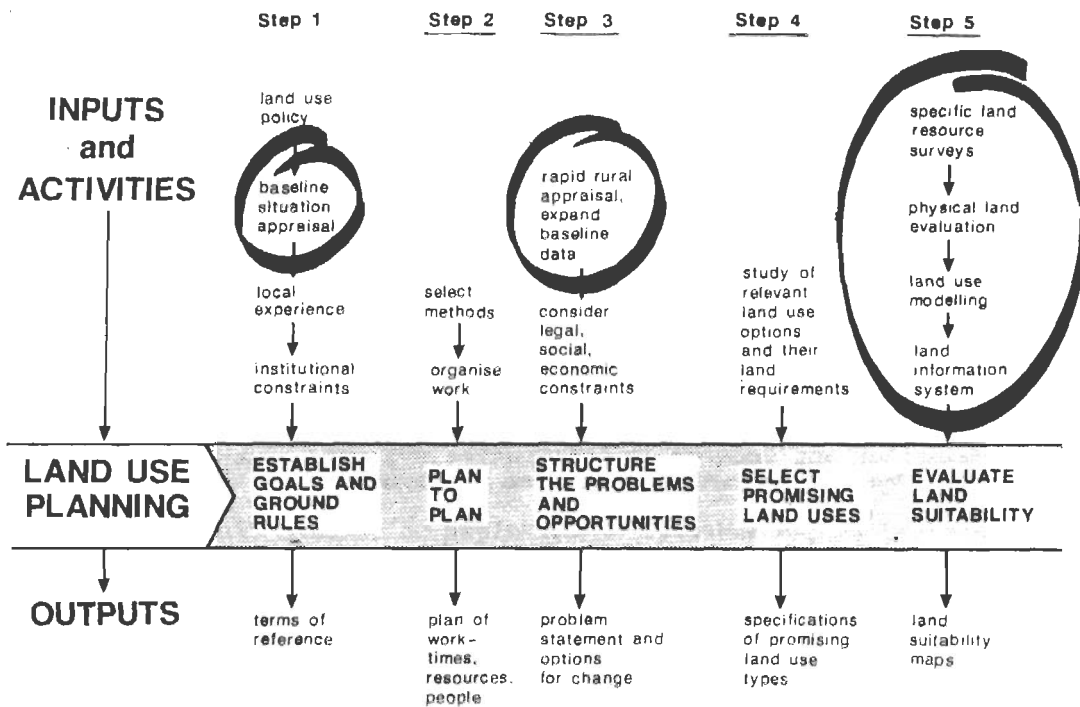 Step 1
Step 2
Step 3
Step 4
Step 5
INPUTS
and
ACTIVITIES
land use
policy
baseline
situation
appraisal
local
experience
institutional
constraints
select
methods
organise
work
rapid rural
appraisal,
expand
baseline
data
consider
legal,
social,
economic
constraints
study of
relevant
land use
options
and their
land
requirements
specific land
resource
surveys
physical land
evaluation
land use
modelling
land
information
system
LAND USE
PLANNING
ESTABLISH
GOALS AND
GROUND
RULES
PLAN
TO
PLAN
STRUCTURE
THE PROBLEMS
AND
OPPORTUNITIES
SELECT
PROMISING
LAND USES
EVALUATE
LAND
SUITABILITY
OUTPUTS
terms of
reference
plan of
work-
times,
resources,
people
problem
statement and
options
for change
specifications
of promising
land use
types
land
suitability
maps